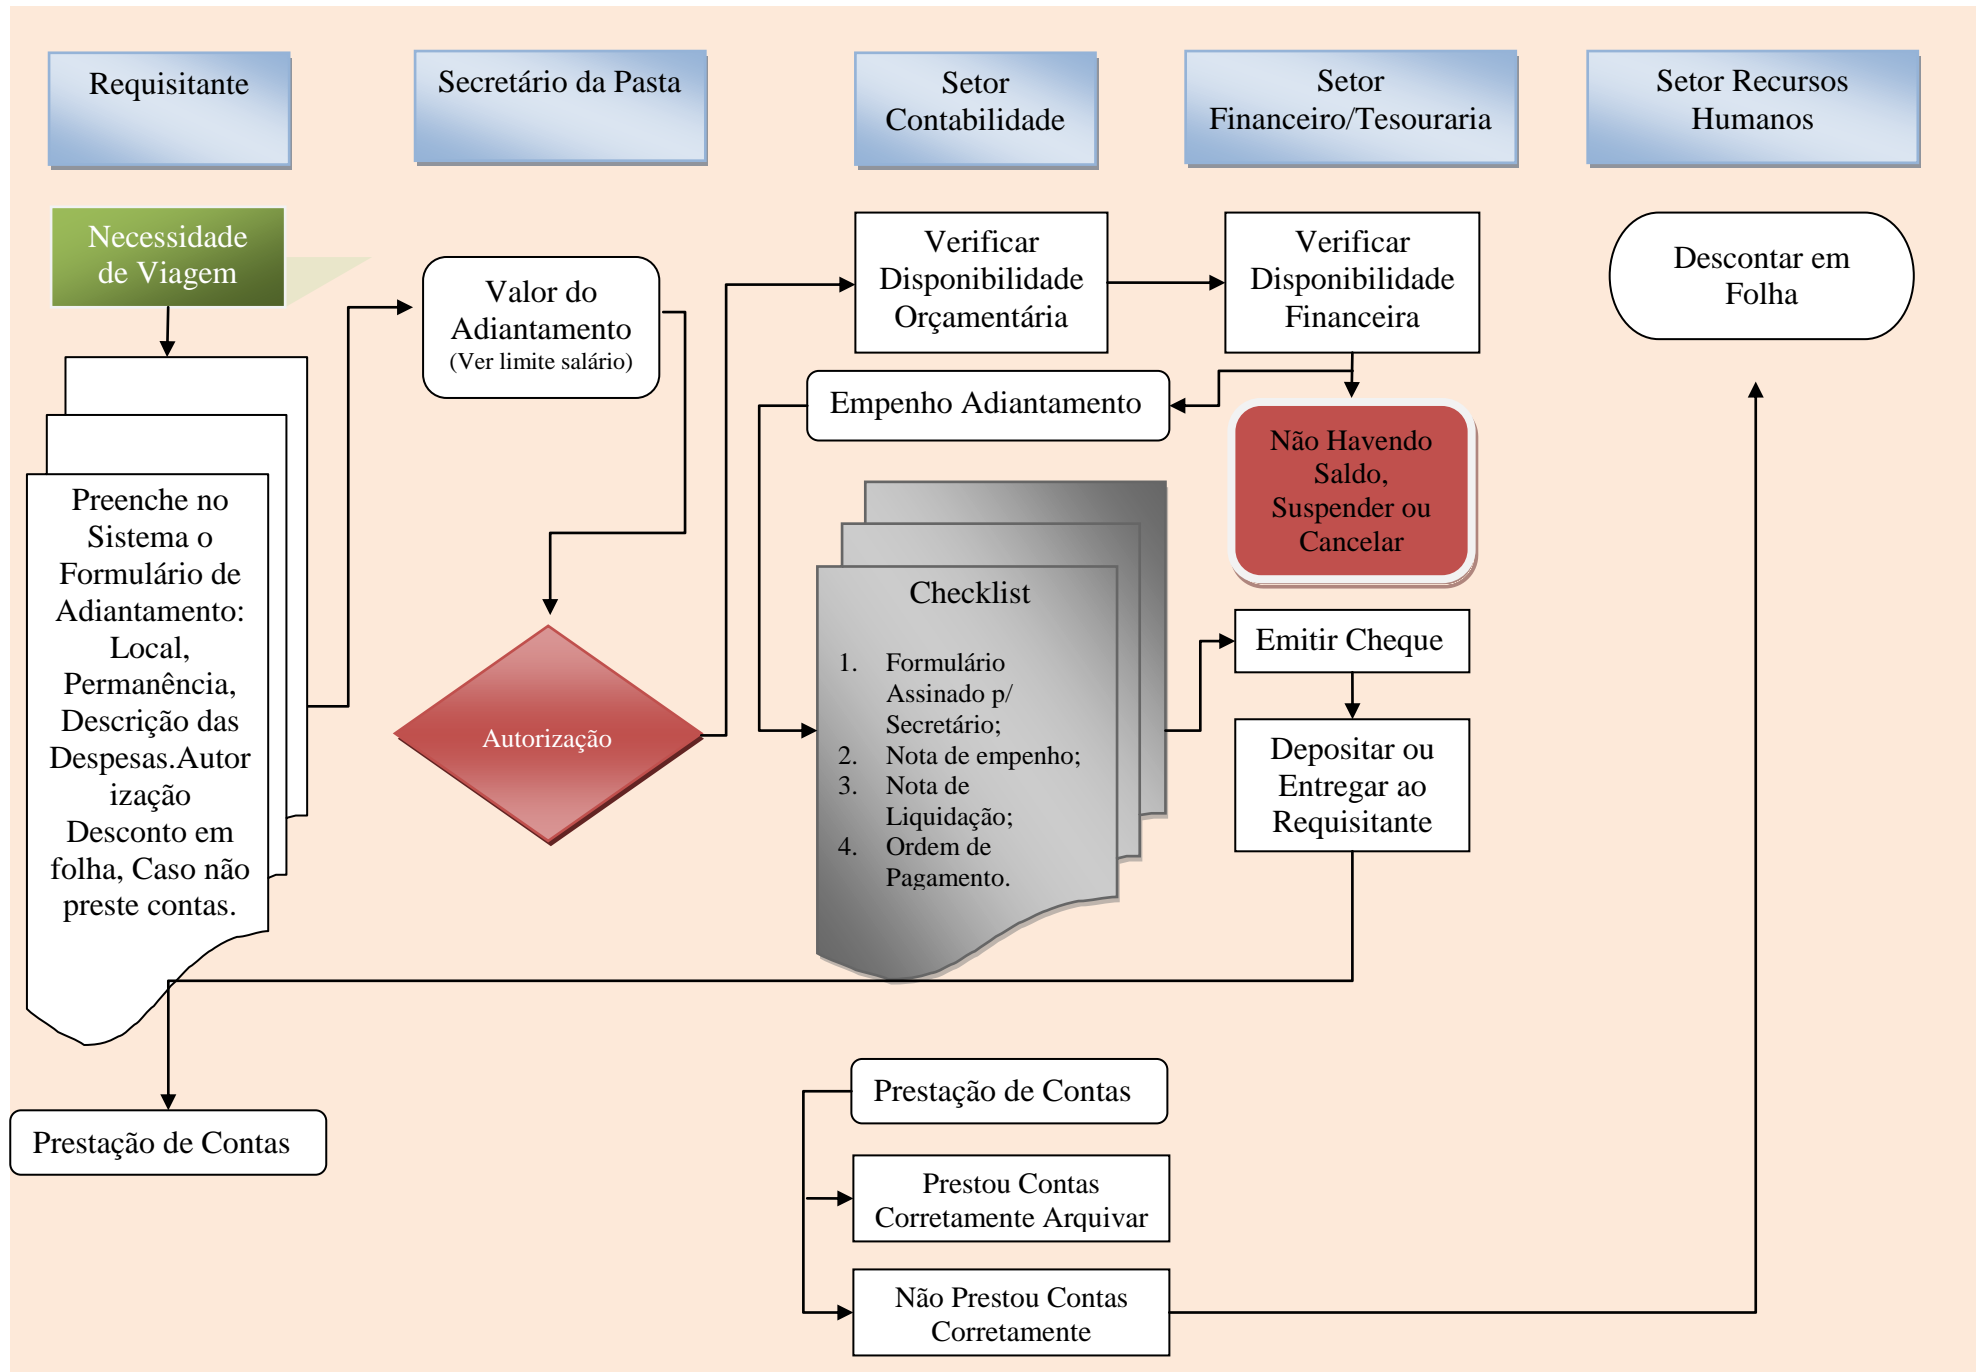 Requisitante
Secretário da Pasta
Setor
Contabilidade
Setor
Financeiro/Tesouraria
Setor Recursos
Humanos
Necessidade
de Viagem
Valor do
Adiantamento
(Ver limite salário)
Verificar
Disponibilidade
Orçamentária
Verificar
Disponibilidade
Financeira
Descontar em
Folha
Empenho Adiantamento
Não Havendo
Saldo,
Suspender ou
Cancelar
Preenche no
Sistema o
Formulário de
Adiantamento:
Local,
Permanência,
Descrição das
Despesas.Autor
ização
Desconto em
folha, Caso não
preste contas.
Autorização
Checklist
1. Formulário
Assinado p/
Secretário;
2. Nota de empenho;
3. Nota de
Liquidação;
4. Ordem de
Pagamento.
Emitir Cheque
Depositar ou
Entregar ao
Requisitante
Prestação de Contas
Prestação de Contas
Prestou Contas
Corretamente Arquivar
Não Prestou Contas
Corretamente